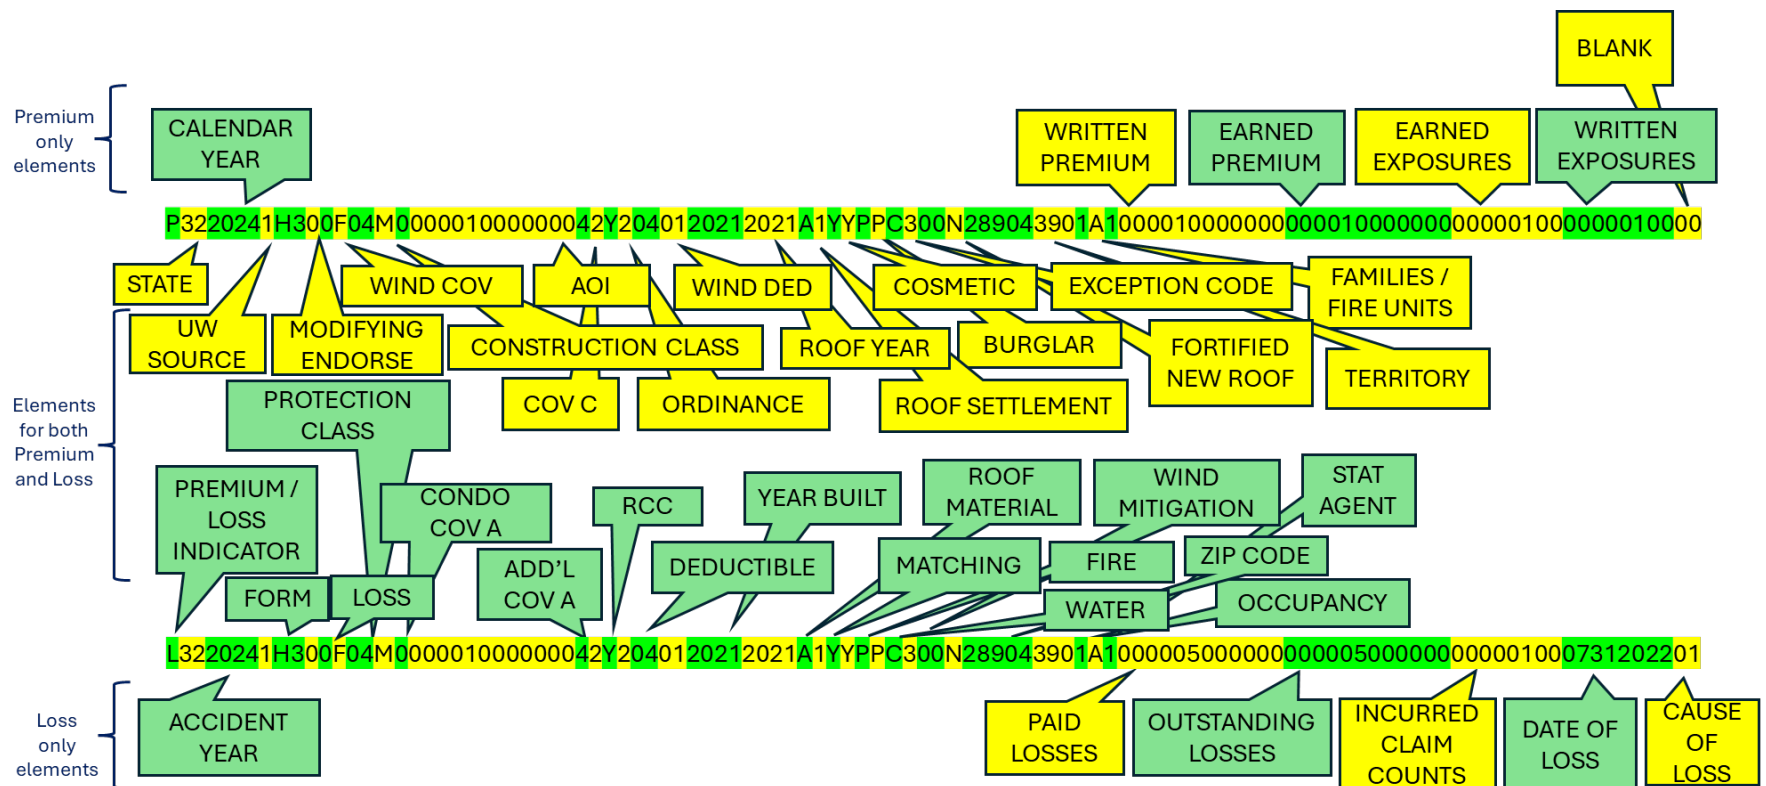 BLANK
Premium
only
elements
CALENDAR
YEAR
WRITTEN
PREMIUM
EARNED
PREMIUM
EARNED
EXPOSURES
WRITTEN
EXPOSURES
P3220241H300F04M000001000000042Y2040120212021A1YYPPC300N289043901A1000010000000000010000000000001000000010000
STATE
WIND COV
AOI
WIND DED
COSMETIC
EXCEPTION CODE
FAMILIES /
FIRE UNITS
UW
SOURCE
MODIFYING
ENDORSE
CONSTRUCTION CLASS
ROOF YEAR
BURGLAR
FORTIFIED
NEW ROOF
TERRITORY
COV C
ORDINANCE
ROOF SETTLEMENT
Elements
for both
Premium
and Loss
PROTECTION
CLASS
PREMIUM /
LOSS
INDICATOR
CONDO
COV A
RCC
YEAR BUILT
ROOF
MATERIAL
WIND
MITIGATION
STAT
AGENT
FORM
LOSS
ADD'L
COV A
DEDUCTIBLE
MATCHING
FIRE
ZIP CODE
WATER
OCCUPANCY
L3220241H300F04M000001000000042Y2040120212021A1YYPPC300N289043901A1000005000000000005000000000001000731202201
Loss
only
elements
ACCIDENT
YEAR
PAID
LOSSES
OUTSTANDING
LOSSES
INCURRED
CLAIM
COUNTS
DATE OF
LOSS
CAUSE
OF
LOSS